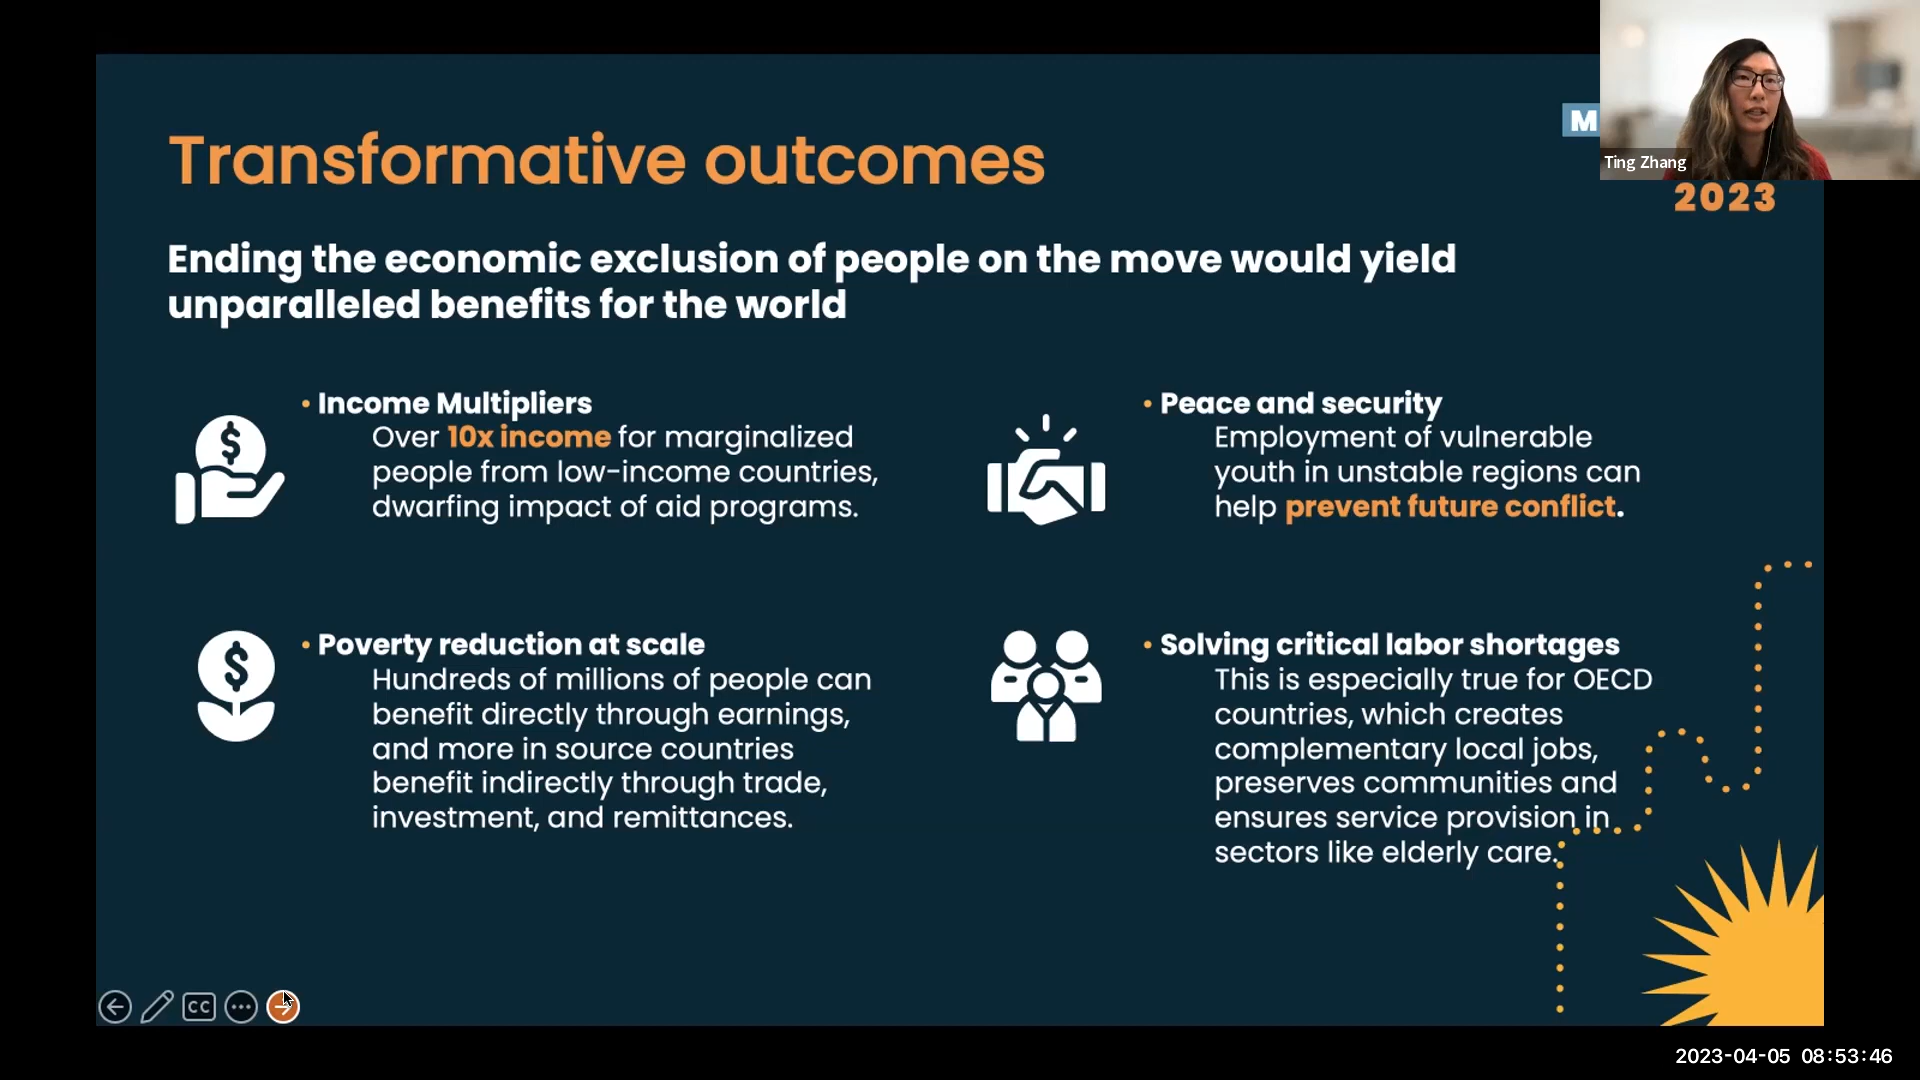 Transformative outcomes
M
Ting Zhang
2023
Ending the economic exclusion of people on the move would yield
unparalleled benefits for the world
• Income Multipliers
Over 10x income for marginalized
people from low-income countries,
dwarfing impact of aid programs.
• Peace and security
Employment of vulnerable
youth in unstable regions can
help prevent future conflict.
• Poverty reduction at scale
Hundreds of millions of people can
benefit directly through earnings,
and more in source countries
benefit indirectly through trade,
investment, and remittances.
• Solving critical labor shortages
This is especially true for OECD
countries, which creates
complementary local jobs,
preserves communities and
ensures service provision in
sectors like elderly care.
CC
2023-04-05 08:53:46